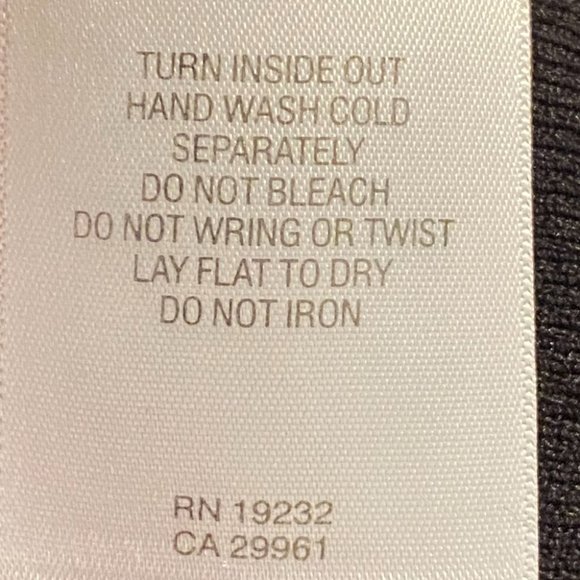 TURN INSIDE OUT
HAND WASH COLD
SEPARATELY
DO NOT BLEACH
DO NOT WRING OR TWIST
LAY FLAT TO DRY
DO NOT IRON
RN 19232
CA 29961